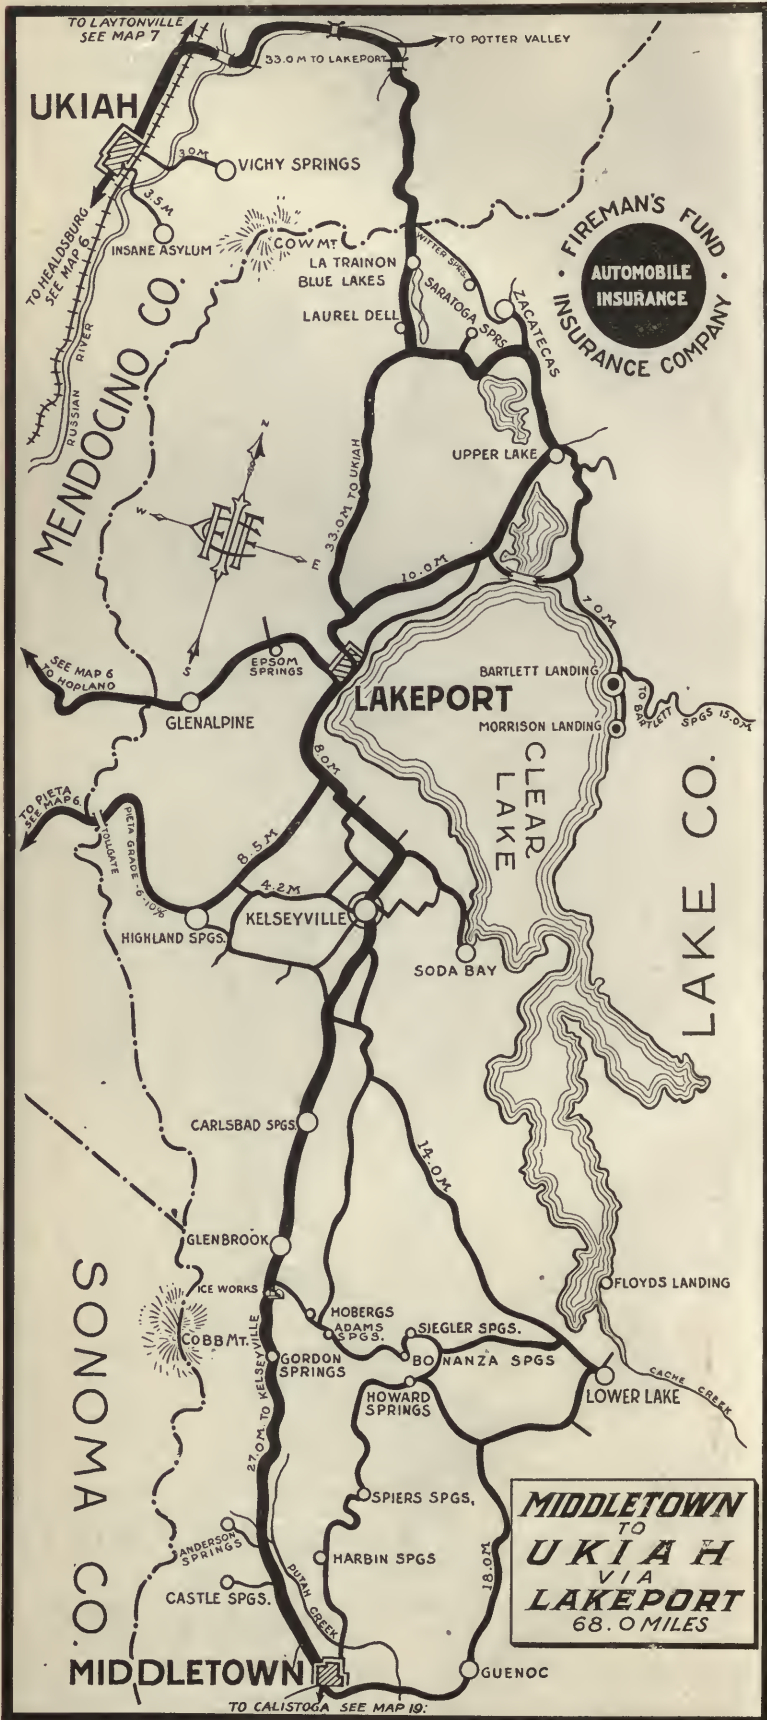 TO LAYTONVILLE
SEE MAP 7
33.0 M TO LAKEPORT
TO POTTER VALLEY
UKIAH
3.0 M
VICHY SPRINGS
3.5 M
INSANE ASYLUM
TO HEALDSBURG
SEE MAP 6
RUSSIAN RIVER
COW MT.
LA TRAINON
BLUE LAKES
WITTER SPRS.
SARATOGA SPRS.
ZACATECAS
LAUREL DELL
FIREMAN'S FUND
INSURANCE COMPANY
AUTOMOBILE
INSURANCE
MENDOCINO CO.
33.0 M TO UKIAH
UPPER LAKE
N
W
E
S
10.0 M
7.0 M
SEE MAP 6
TO HOPLAND
EPSOM
SPRINGS
GLENALPINE
LAKEPORT
BARTLETT LANDING
MORRISON LANDING
TO BARTLETT SPGS 15.0 M
CLEAR
LAKE
LAKE CO.
8.0 M
TO PIETA
SEE MAP 6.
TOLLGATE
PIETA GRADE - 6-10%
8.5 M
4.2 M
KELSEYVILLE
HIGHLAND SPGS.
SODA BAY
CARLSBAD SPGS.
14.0 M
GLENBROOK
ICE WORKS
HOBERGS
ADAMS
SPGS.
SIEGLER SPGS.
FLOYDS LANDING
COBB MT.
GORDON
SPRINGS
BONANZA SPGS
HOWARD
SPRINGS
LOWER LAKE
CACHE CREEK
27.0 M. TO KELSEYVILLE
SONOMA CO.
SPIERS SPGS.
ANDERSON
SPRINGS
HARBIN SPGS
CASTLE SPGS.
PUTAH CREEK
18.0 M
MIDDLETOWN
GUENOC
TO CALISTOGA SEE MAP 19:
MIDDLETOWN
TO
UKIAH
VIA
LAKEPORT
68.0 MILES